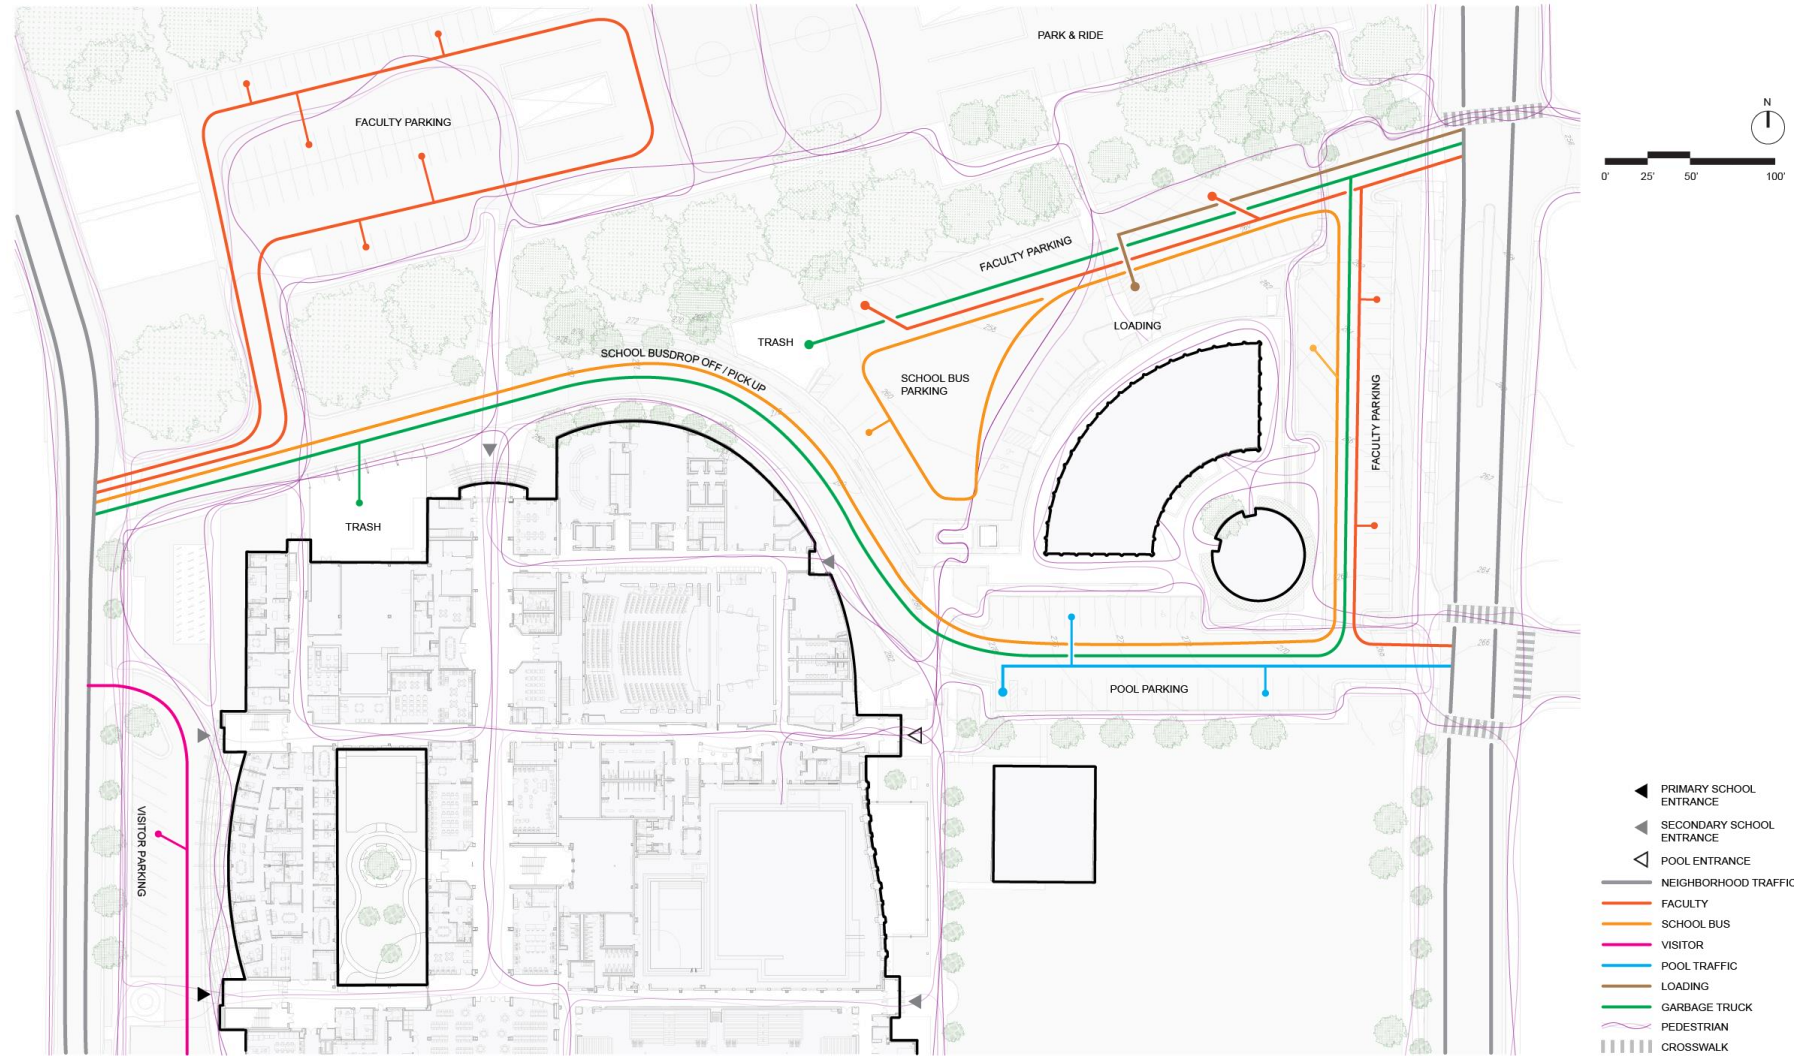 PARK & RIDE
N
FACULTY PARKING
0' 25' 50' 100'
FACULTY PARKING
LOADING
TRASH
SCHOOL BUSDROP OFF / PICK UP
SCHOOL BUS
PARKING
FACULTY PARKING
TRASH
POOL PARKING
VISITOR PARKING
PRIMARY SCHOOL
ENTRANCE
SECONDARY SCHOOL
ENTRANCE
POOL ENTRANCE
NEIGHBORHOOD TRAFFIC
FACULTY
SCHOOL BUS
VISITOR
POOL TRAFFIC
LOADING
GARBAGE TRUCK
PEDESTRIAN
CROSSWALK